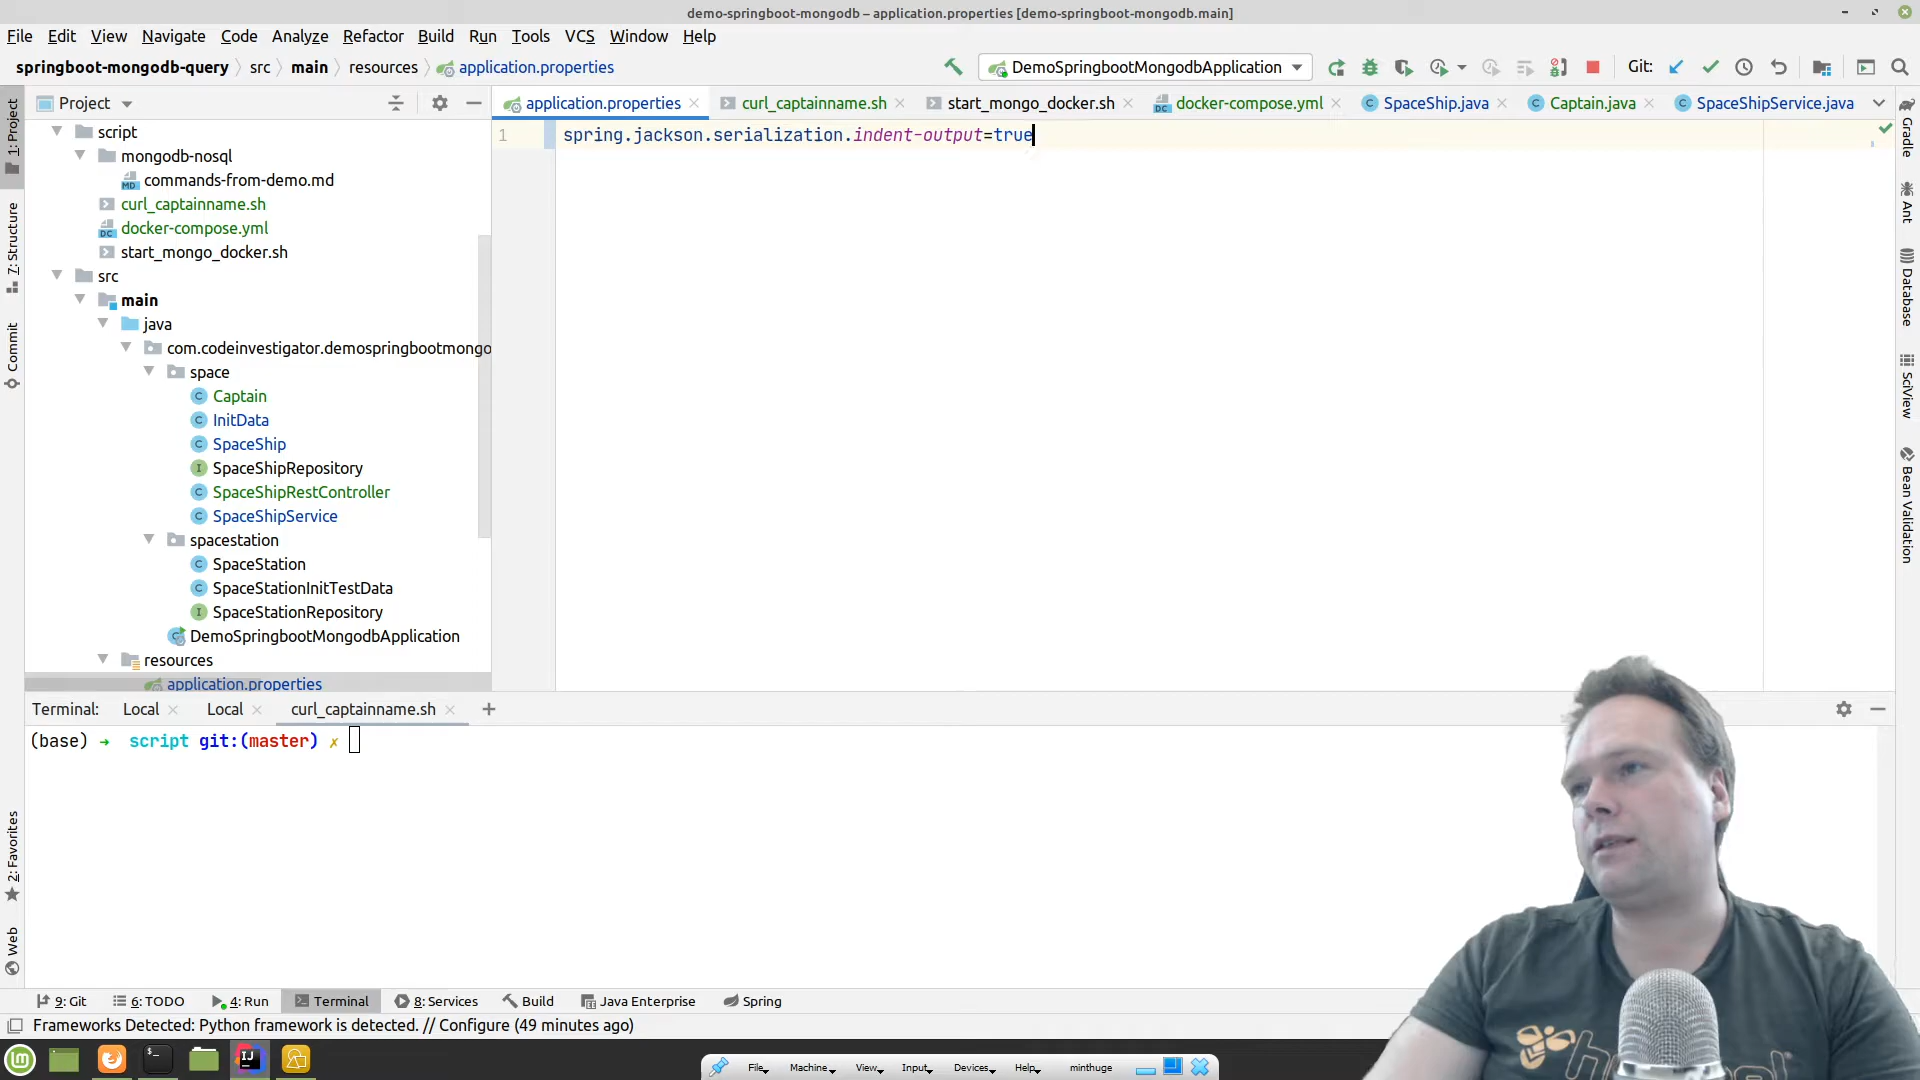 demo-springboot-mongodb – application.properties [demo-springboot-mongodb.main]
File Edit View Navigate Code Analyze Refactor Build Run Tools VCS Window Help
springboot-mongodb-query src main resources application.properties DemoSpringbootMongodbApplication Git:
Project
application.properties curl_captainname.sh start_mongo_docker.sh docker-compose.yml SpaceShip.java Captain.java SpaceShipService.java
1 spring.jackson.serialization.indent-output=true
script
mongodb-nosql
commands-from-demo.md
curl_captainname.sh
docker-compose.yml
start_mongo_docker.sh
src
main
java
com.codeinvestigator.demospringbootmongo
space
Captain
InitData
SpaceShip
SpaceShipRepository
SpaceShipRestController
SpaceShipService
spacestation
SpaceStation
SpaceStationInitTestData
SpaceStationRepository
DemoSpringbootMongodbApplication
resources
application.properties
1: Project
7: Structure
Commit
2: Favorites
Web
Gradle
Ant
Database
SciView
Bean Validation
Terminal: Local Local curl_captainname.sh
(base) → script git:(master) ✗
9: Git 6: TODO 4: Run Terminal 8: Services Build Java Enterprise Spring
Frameworks Detected: Python framework is detected. // Configure (49 minutes ago)
File Machine View Input Devices Help minthuge